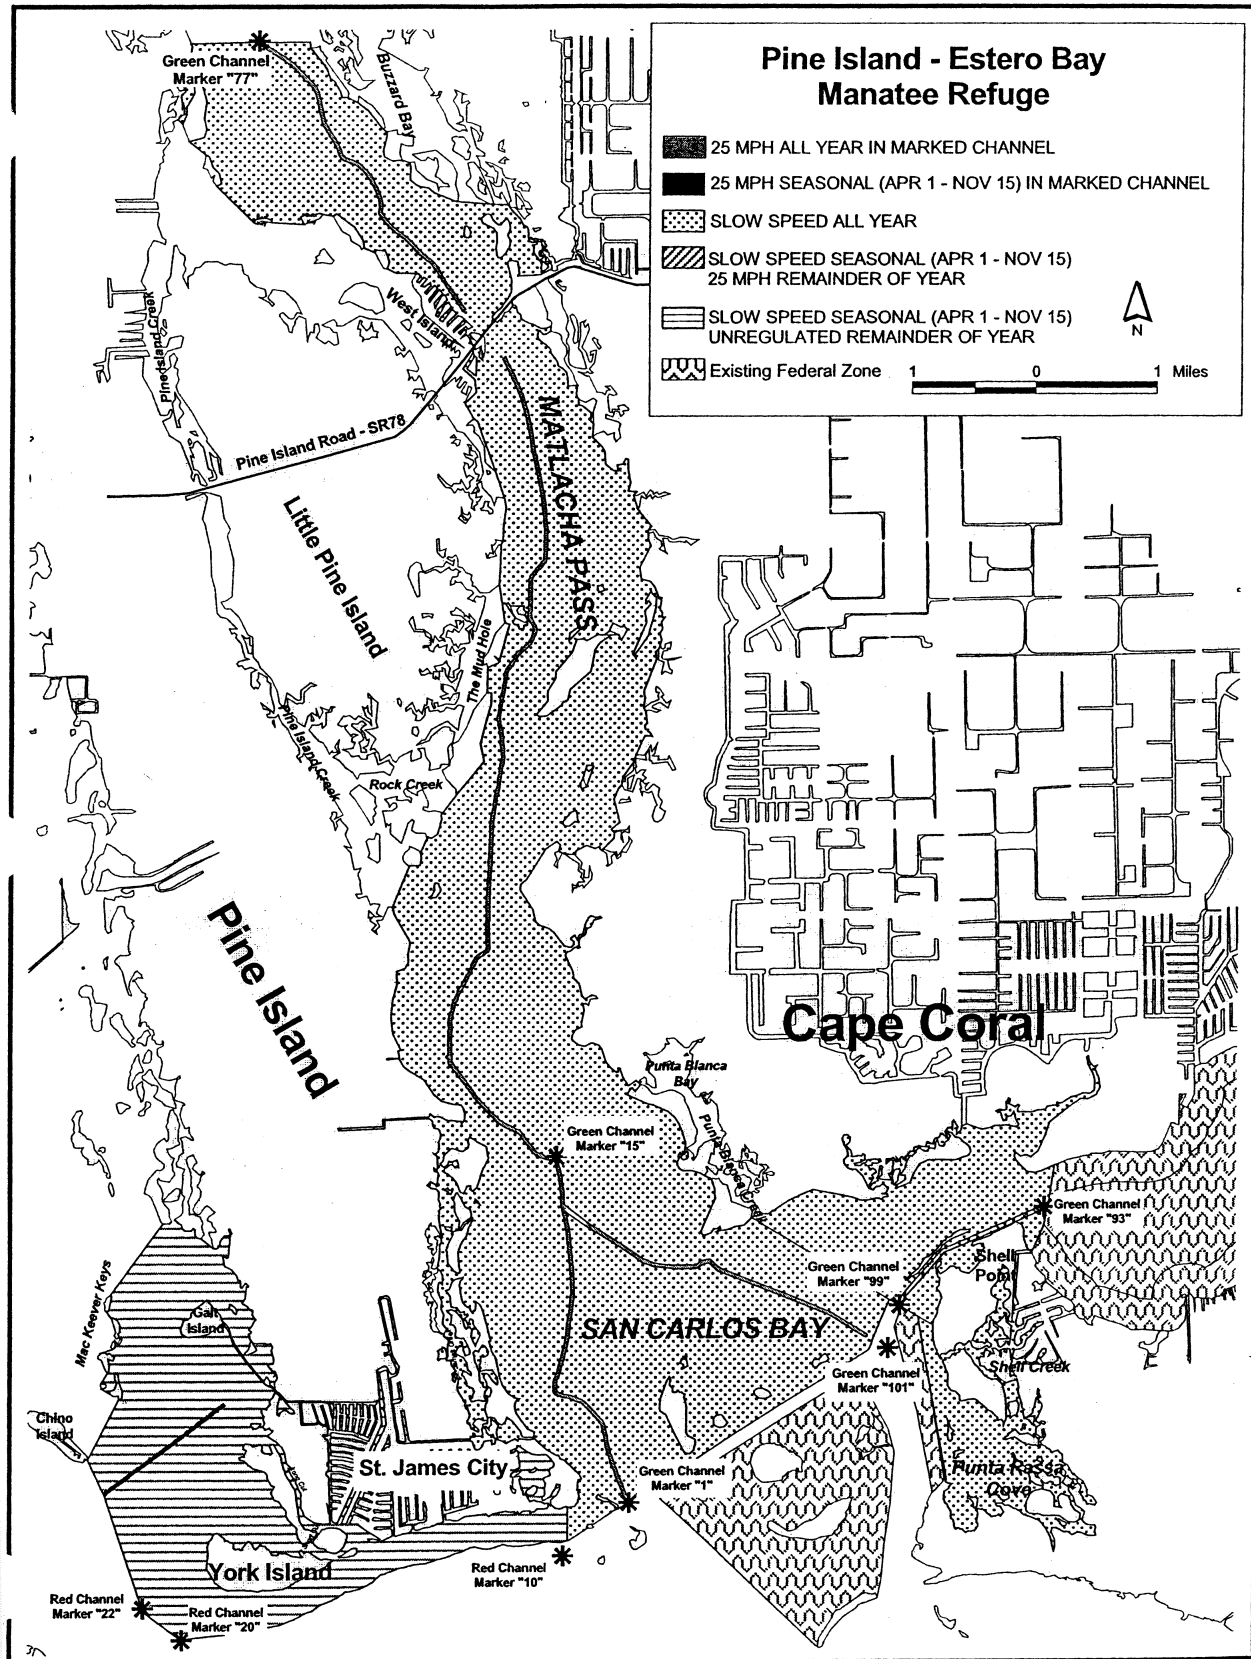 Pine Island - Estero Bay
Manatee Refuge
25 MPH ALL YEAR IN MARKED CHANNEL
25 MPH SEASONAL (APR 1 - NOV 15) IN MARKED CHANNEL
SLOW SPEED ALL YEAR
SLOW SPEED SEASONAL (APR 1 - NOV 15)
25 MPH REMAINDER OF YEAR
SLOW SPEED SEASONAL (APR 1 - NOV 15)
UNREGULATED REMAINDER OF YEAR
Existing Federal Zone
N
1 0 1 Miles
Green Channel
Marker "77"
Buzzard Bay
West Island
Pine Island Creek
Pine Island Road - SR78
MATLACHA PASS
Little Pine Island
The Mud Hole
Pine Island Creek
Rock Creek
Pine Island
Cape Coral
Punta Blanca
Bay
Punta Blanca Creek
Green Channel
Marker "15"
Green Channel
Marker "93"
Shell
Point
Green Channel
Marker "99"
Mac Keever Keys
Galt
Island
SAN CARLOS BAY
Shell Creek
Green Channel
Marker "101"
Chino
Island
St. James City
Green Channel
Marker "1"
Punta Rassa
Cove
York Island
Red Channel
Marker "10"
Red Channel
Marker "22"
Red Channel
Marker "20"